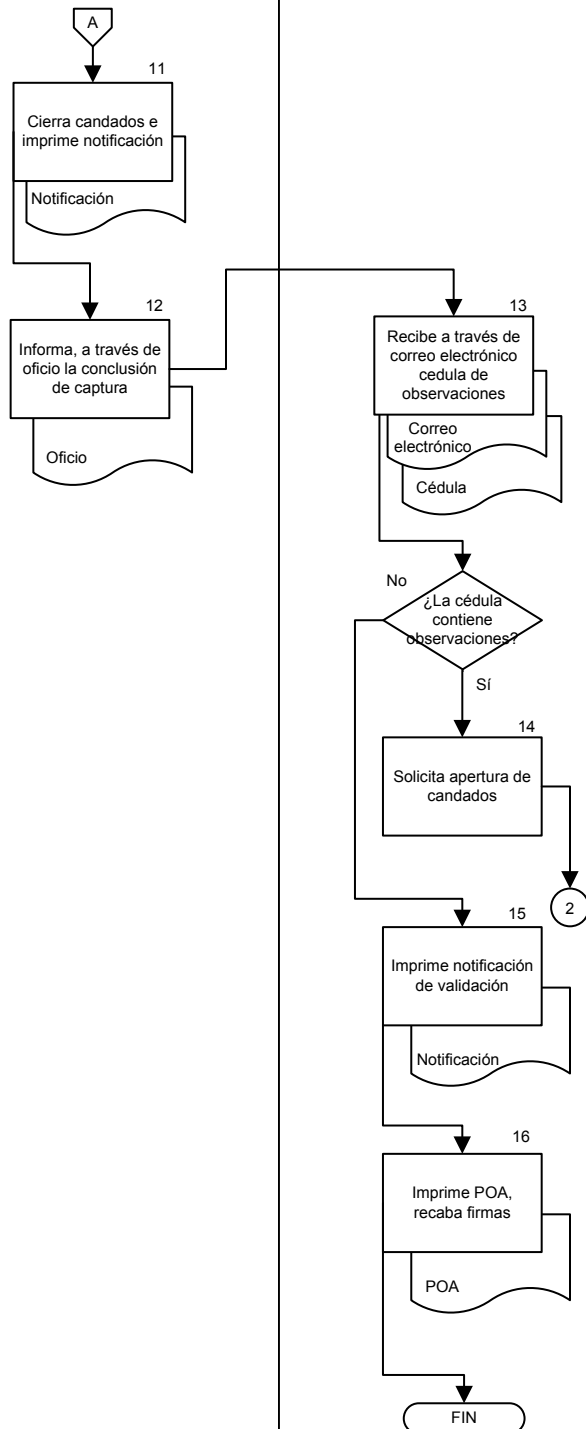 A
11
Cierra candados e
imprime notificación
Notificación
12
Informa, a través de
oficio la conclusión
de captura
Oficio
13
Recibe a través de
correo electrónico
cedula de
observaciones
Correo
electrónico
Cédula
No
¿La cédula
contiene
observaciones?
Sí
14
Solicita apertura de
candados
2
15
Imprime notificación
de validación
Notificación
16
Imprime POA,
recaba firmas
POA
FIN